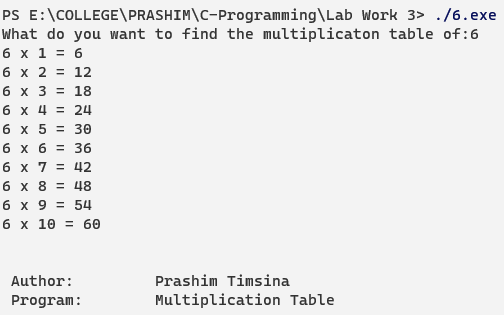 PS E:\COLLEGE\PRASHIM\C-Programming\Lab Work 3> ./6.exe
What do you want to find the multiplicaton table of:6
6 x 1 = 6
6 x 2 = 12
6 x 3 = 18
6 x 4 = 24
6 x 5 = 30
6 x 6 = 36
6 x 7 = 42
6 x 8 = 48
6 x 9 = 54
6 x 10 = 60
Author: Prashim Timsina
Program: Multiplication Table